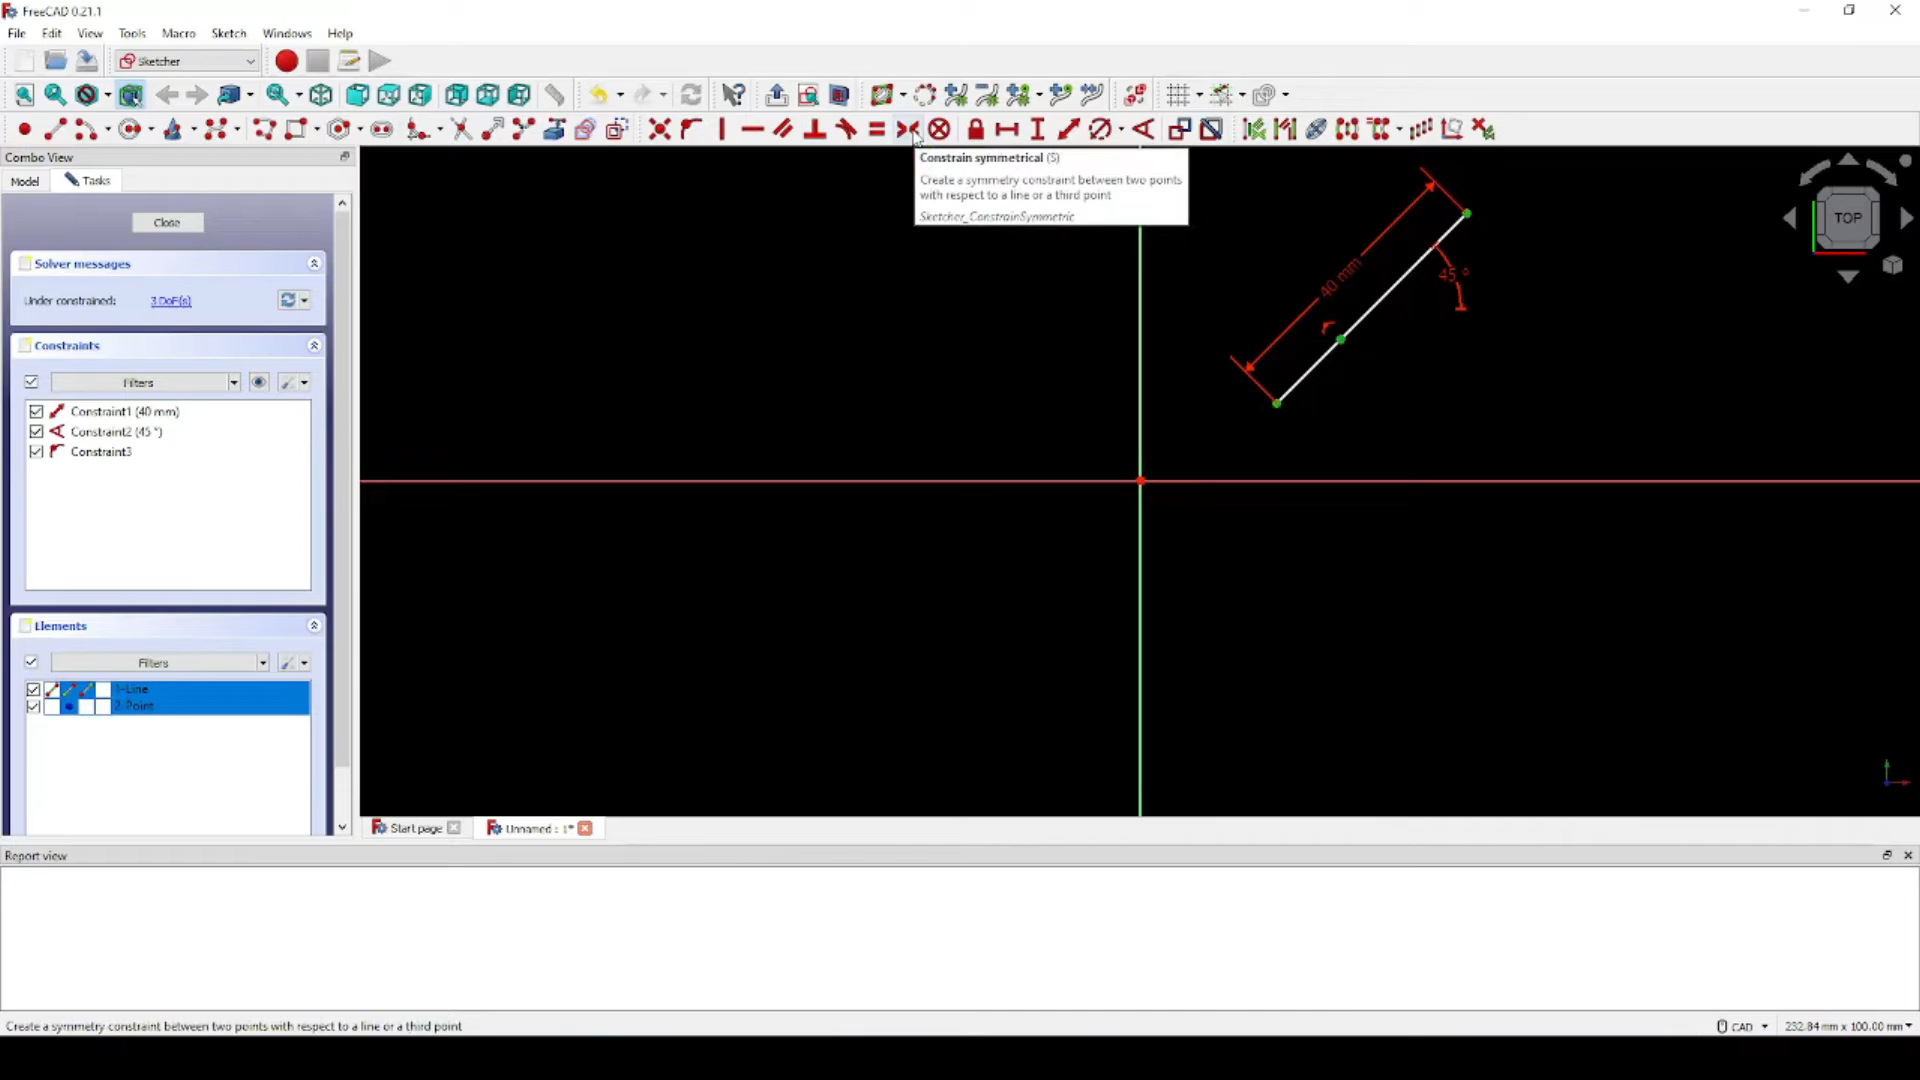 FreeCAD 0.21.1
File Edit View Tools Macro Sketch Windows Help
Sketcher
Combo View
Model Tasks
Close
Solver messages
Under constrained: 3 DoF(s)
Constraints
Filters
Constraint1 (40 mm)
Constraint2 (45 °)
Constraint3
Elements
Filters
1-Line
2-Point
Constrain symmetrical (S)
Create a symmetry constraint between two points
with respect to a line or a third point
Sketcher_ConstrainSymmetric
40 mm
45 °
TOP
Start page Unnamed : 1*
Report view
Create a symmetry constraint between two points with respect to a line or a third point
CAD 232.84 mm x 100.00 mm